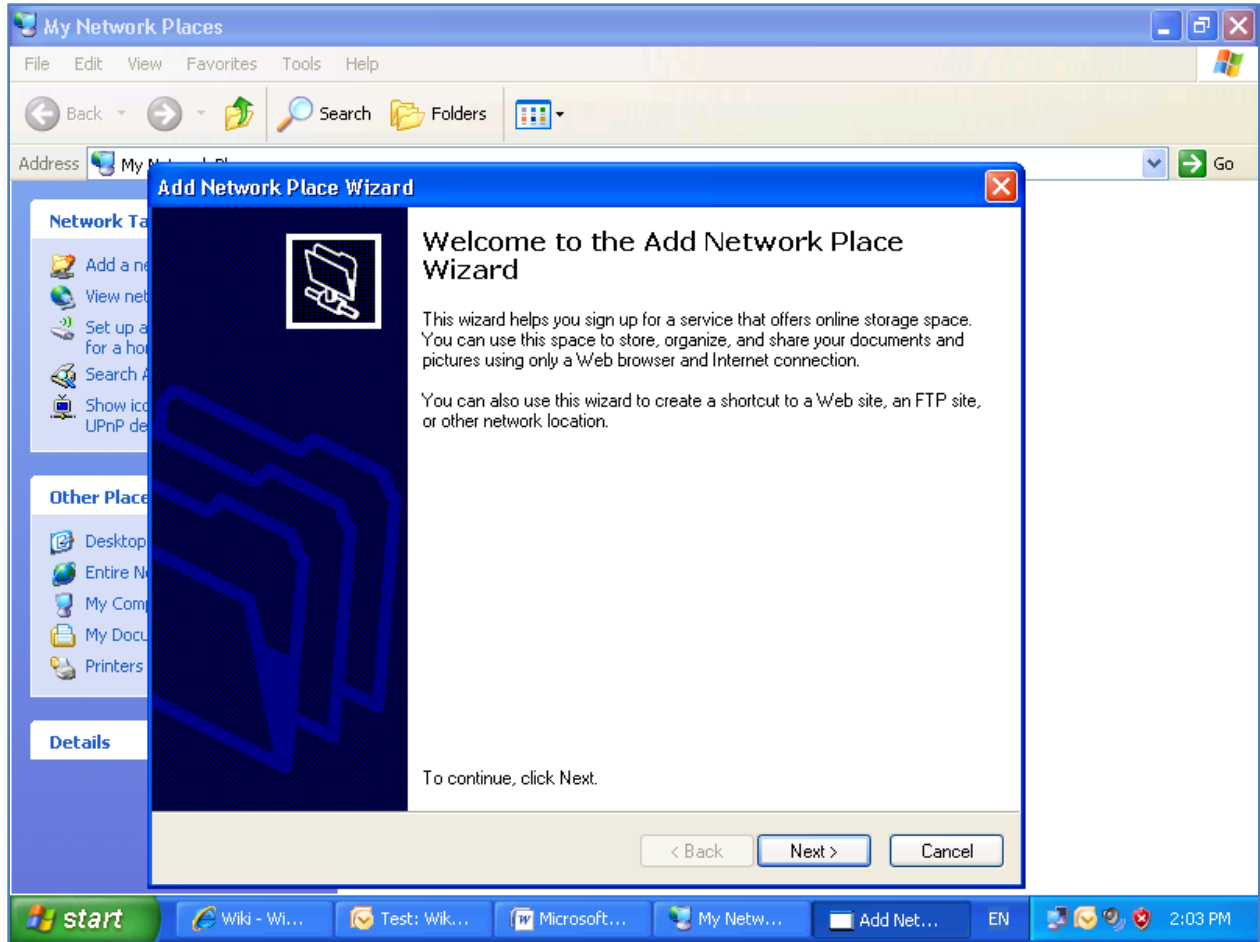 My Network Places
File Edit View Favorites Tools Help
Back Search Folders
Address My Go
Add Network Place Wizard
Network Ta
Add a ne
View net
Set up a
for a hor
Search A
Show ico
UPnP de
Other Place
Desktop
Entire Ne
My Comp
My Docu
Printers
Details
Welcome to the Add Network Place
Wizard
This wizard helps you sign up for a service that offers online storage space.
You can use this space to store, organize, and share your documents and
pictures using only a Web browser and Internet connection.
You can also use this wizard to create a shortcut to a Web site, an FTP site,
or other network location.
To continue, click Next.
< Back Next > Cancel
start Wiki - Wi... Test: Wik... Microsoft... My Netw... Add Net... EN 2:03 PM